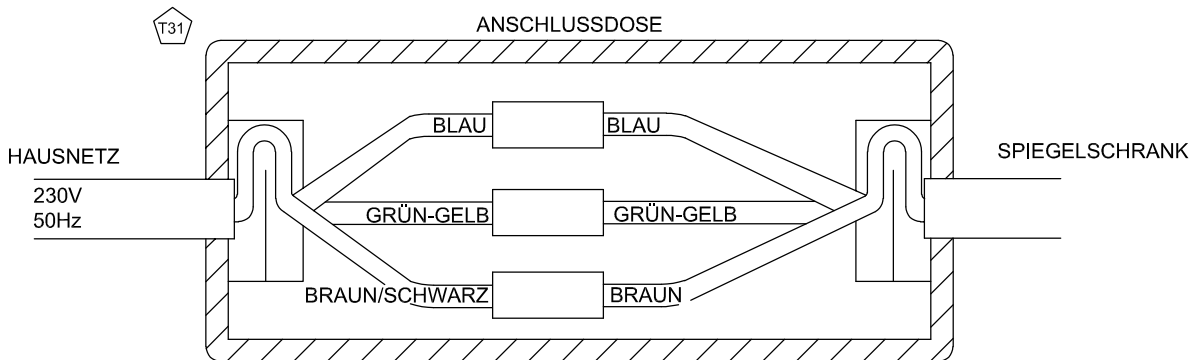 T31
ANSCHLUSSDOSE
HAUSNETZ
230V
50Hz
SPIEGELSCHRANK
BLAU BLAU
GRÜN-GELB GRÜN-GELB
BRAUN/SCHWARZ BRAUN